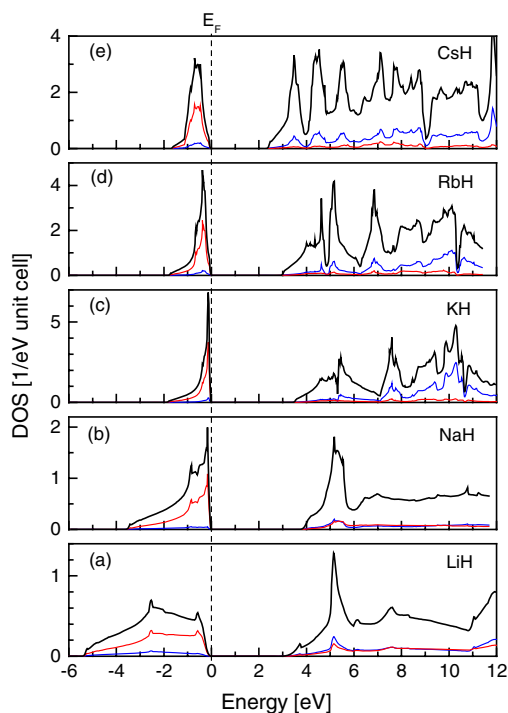 E_F
(e) CsH
4
2
0
(d) RbH
4
2
0
(c) KH
5
0
(b) NaH
2
1
0
(a) LiH
1
0
-6 -4 -2 0 2 4 6 8 10 12
Energy [eV]
DOS [1/eV unit cell]